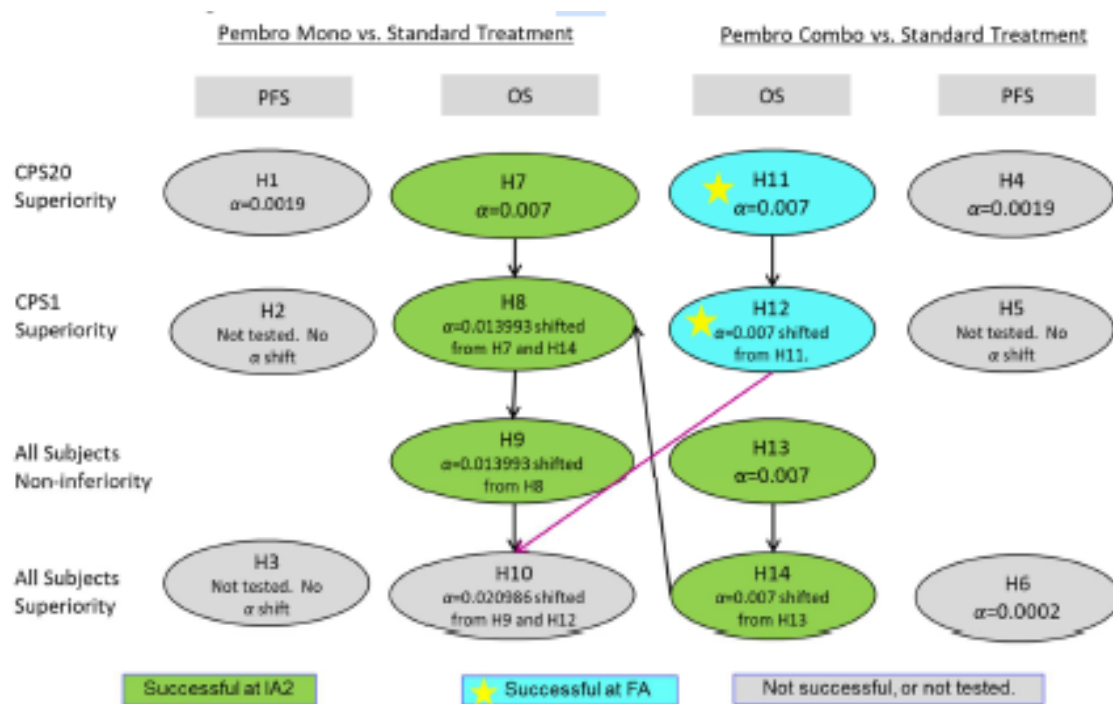 Pembro Mono vs. Standard Treatment
Pembro Combo vs. Standard Treatment
PFS
OS
OS
PFS
CPS20
Superiority
H1
α=0.0019
H7
α=0.007
H11
α=0.007
H4
α=0.0019
CPS1
Superiority
H2
Not tested. No
α shift
H8
α=0.013993 shifted
from H7 and H14
H12
α=0.007 shifted
from H11.
H5
Not tested. No
α shift
All Subjects
Non-inferiority
H9
α=0.013993 shifted
from H8
H13
α=0.007
All Subjects
Superiority
H3
Not tested. No
α shift
H10
α=0.020986 shifted
from H9 and H12
H14
α=0.007 shifted
from H13
H6
α=0.0002
Successful at IA2
Successful at FA
Not successful, or not tested.